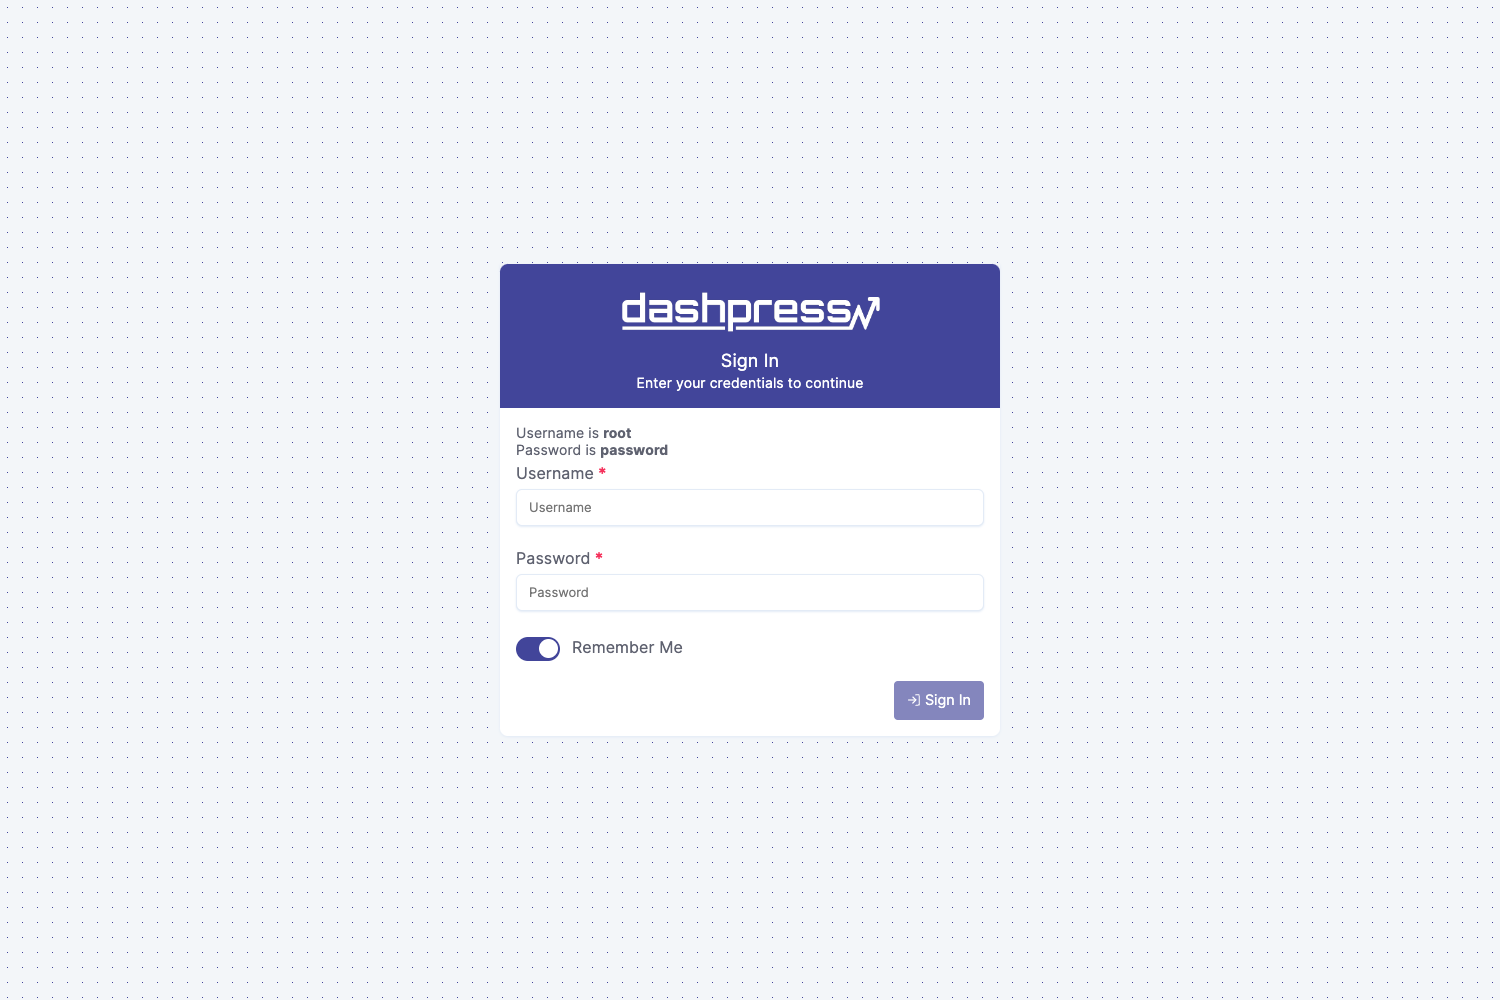 dashpress
Sign In
Enter your credentials to continue
Username is root
Password is password
Username *
Username
Password *
Password
Remember Me
Sign In